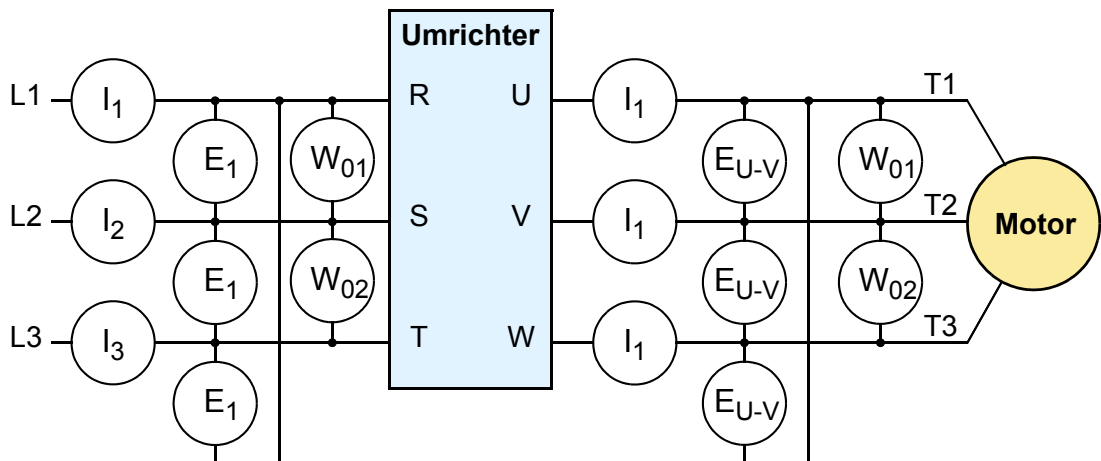 Umrichter
L1 I1 R U I1 T1
E1 W01 EU-V W01
L2 I2 S V I1 T2 Motor
E1 W02 EU-V W02
L3 I3 T W I1 T3
E1 EU-V